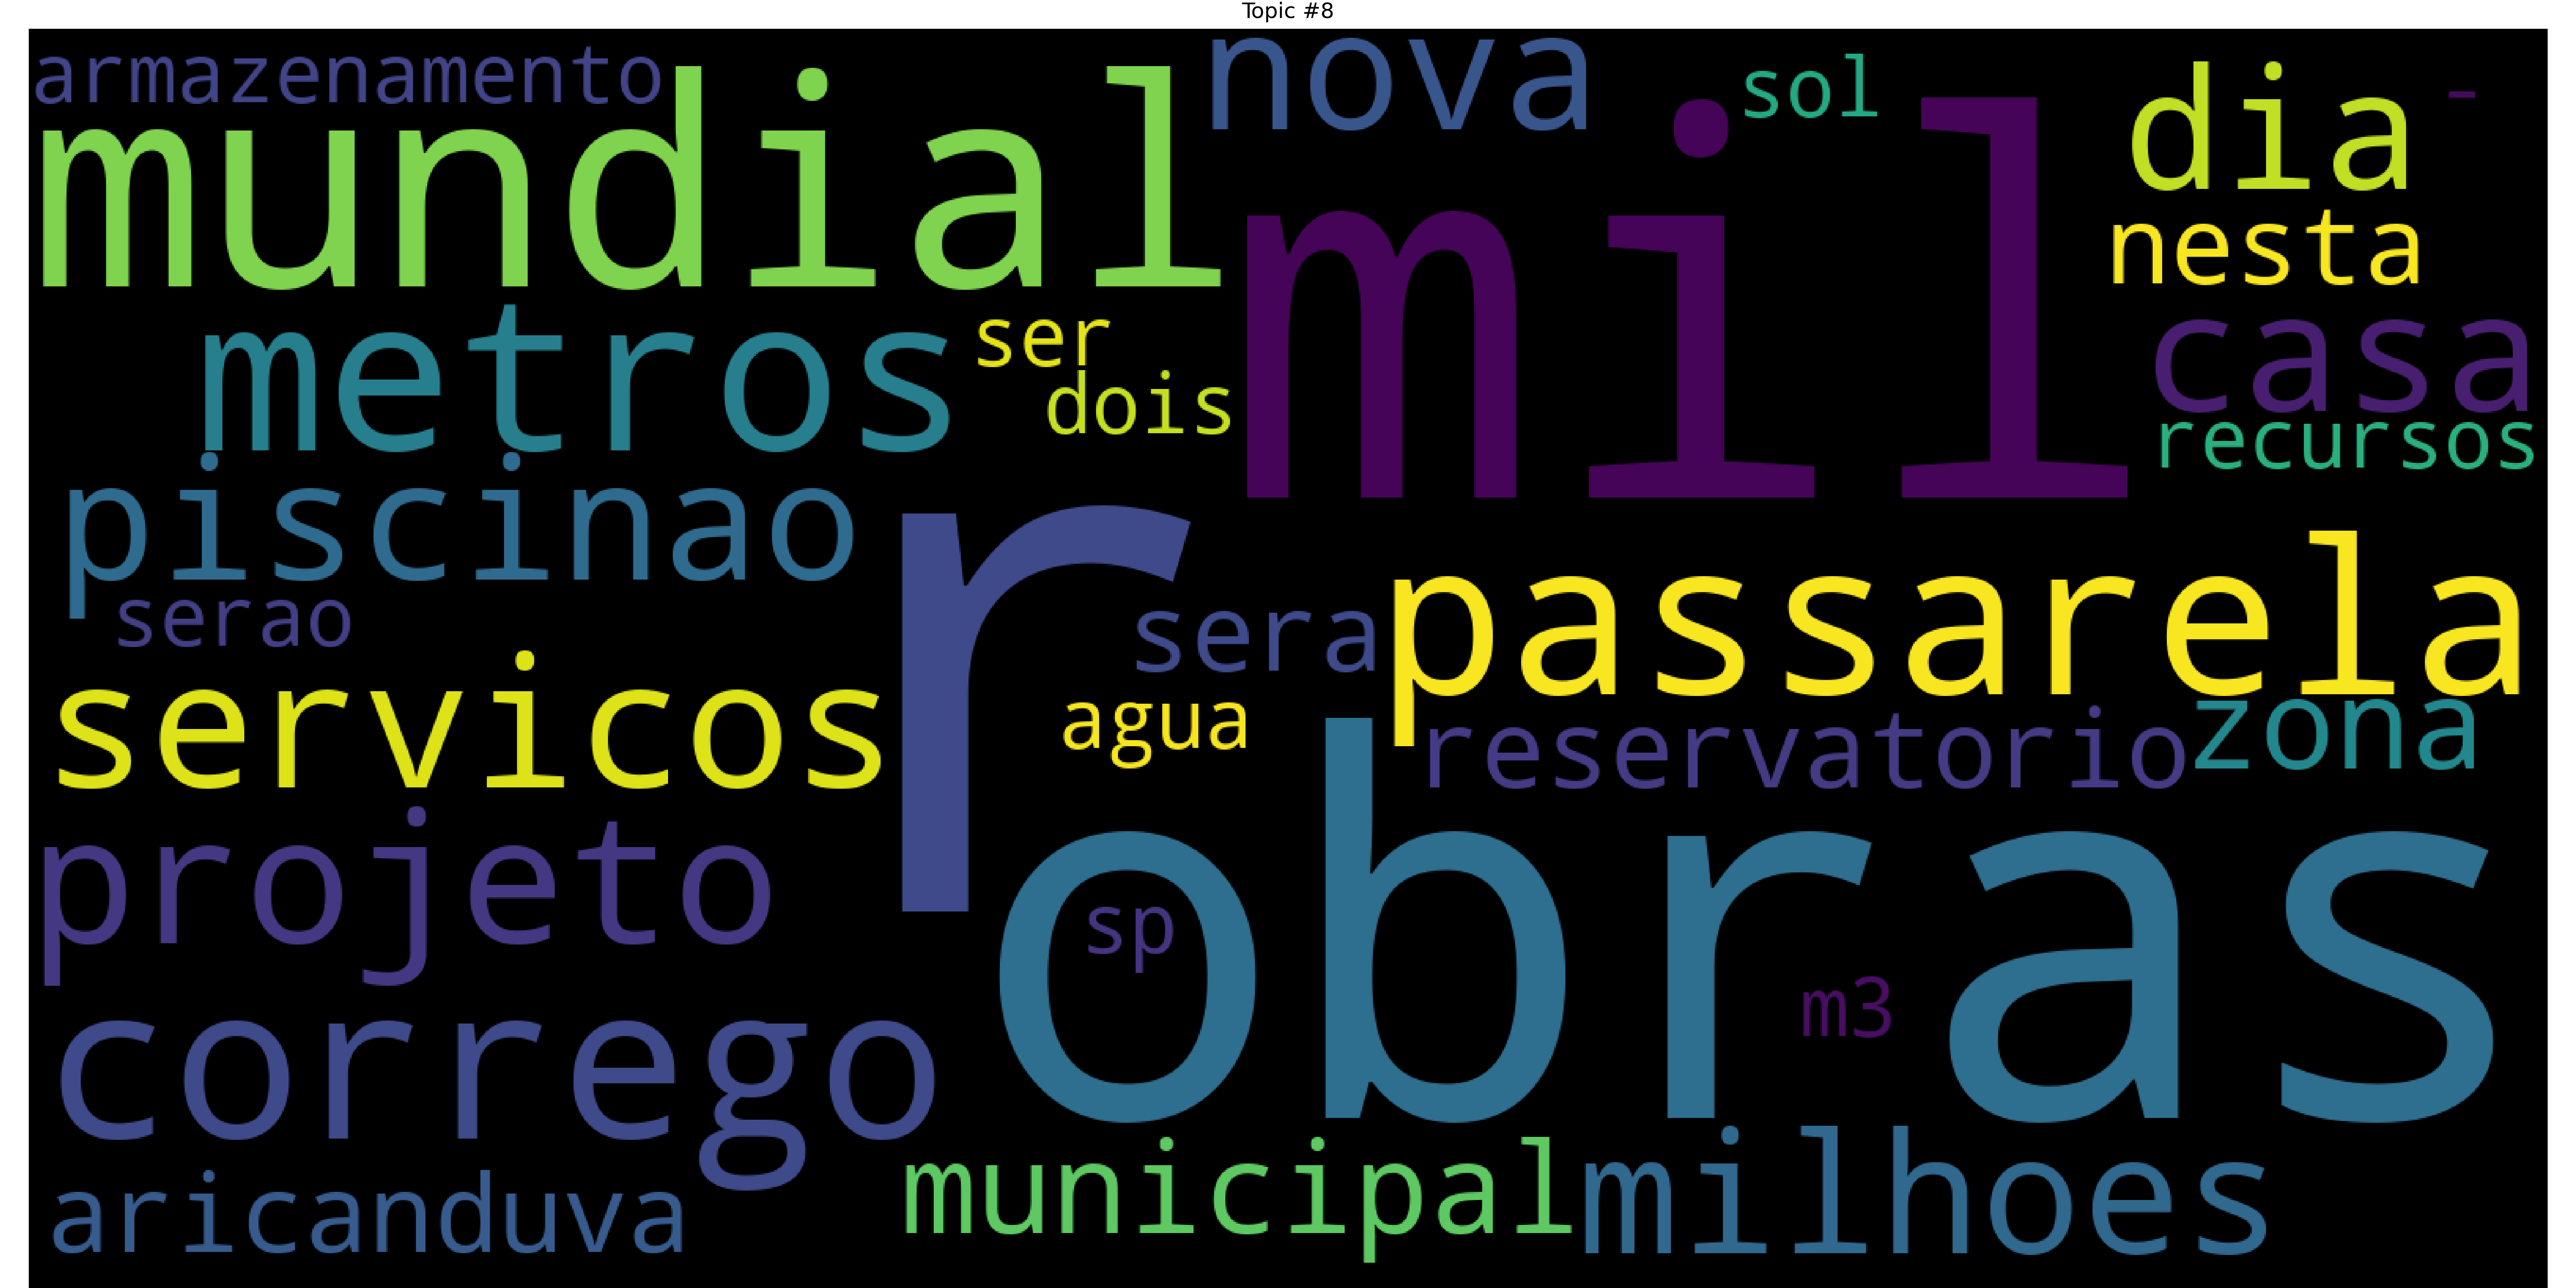 Topic #8
armazenamento
nova
sol
dia
-
mundial
mil
nesta
metros
ser
casa
dois
recursos
piscinao
r
passarela
serao
sera
servicos
agua
reservatorio
zona
projeto
obras
sp
m3
corrego
aricanduva
municipal
milhoes